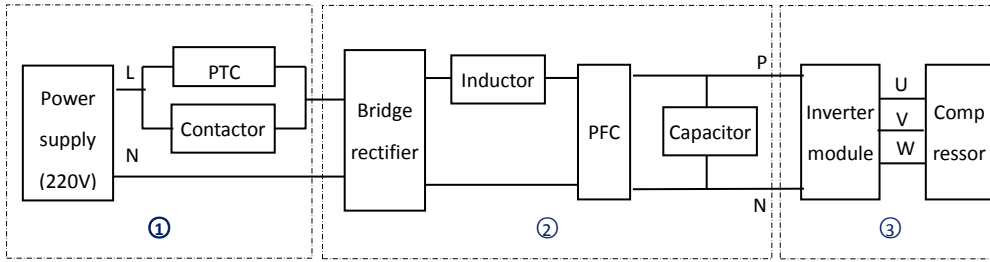 Power
supply
(220V)
L
N
PTC
Contactor
①
Bridge
rectifier
Inductor
PFC
Capacitor
P
N
②
Inverter
module
U
V
W
Comp
ressor
③